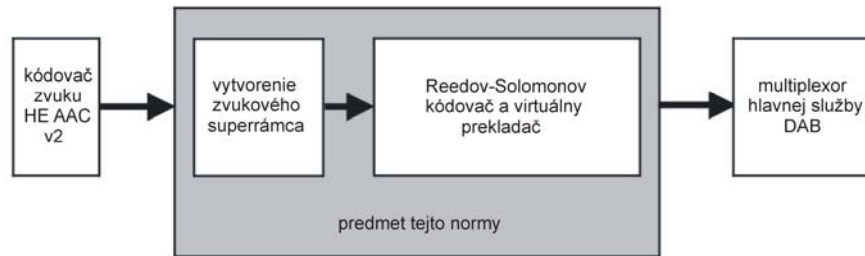 kódovač
zvuku
HE AAC
v2
vytvorenie
zvukového
superrámca
Reedov-Solomonov
kódovač a virtuálny
prekladač
multiplexor
hlavnej služby
DAB
predmet tejto normy